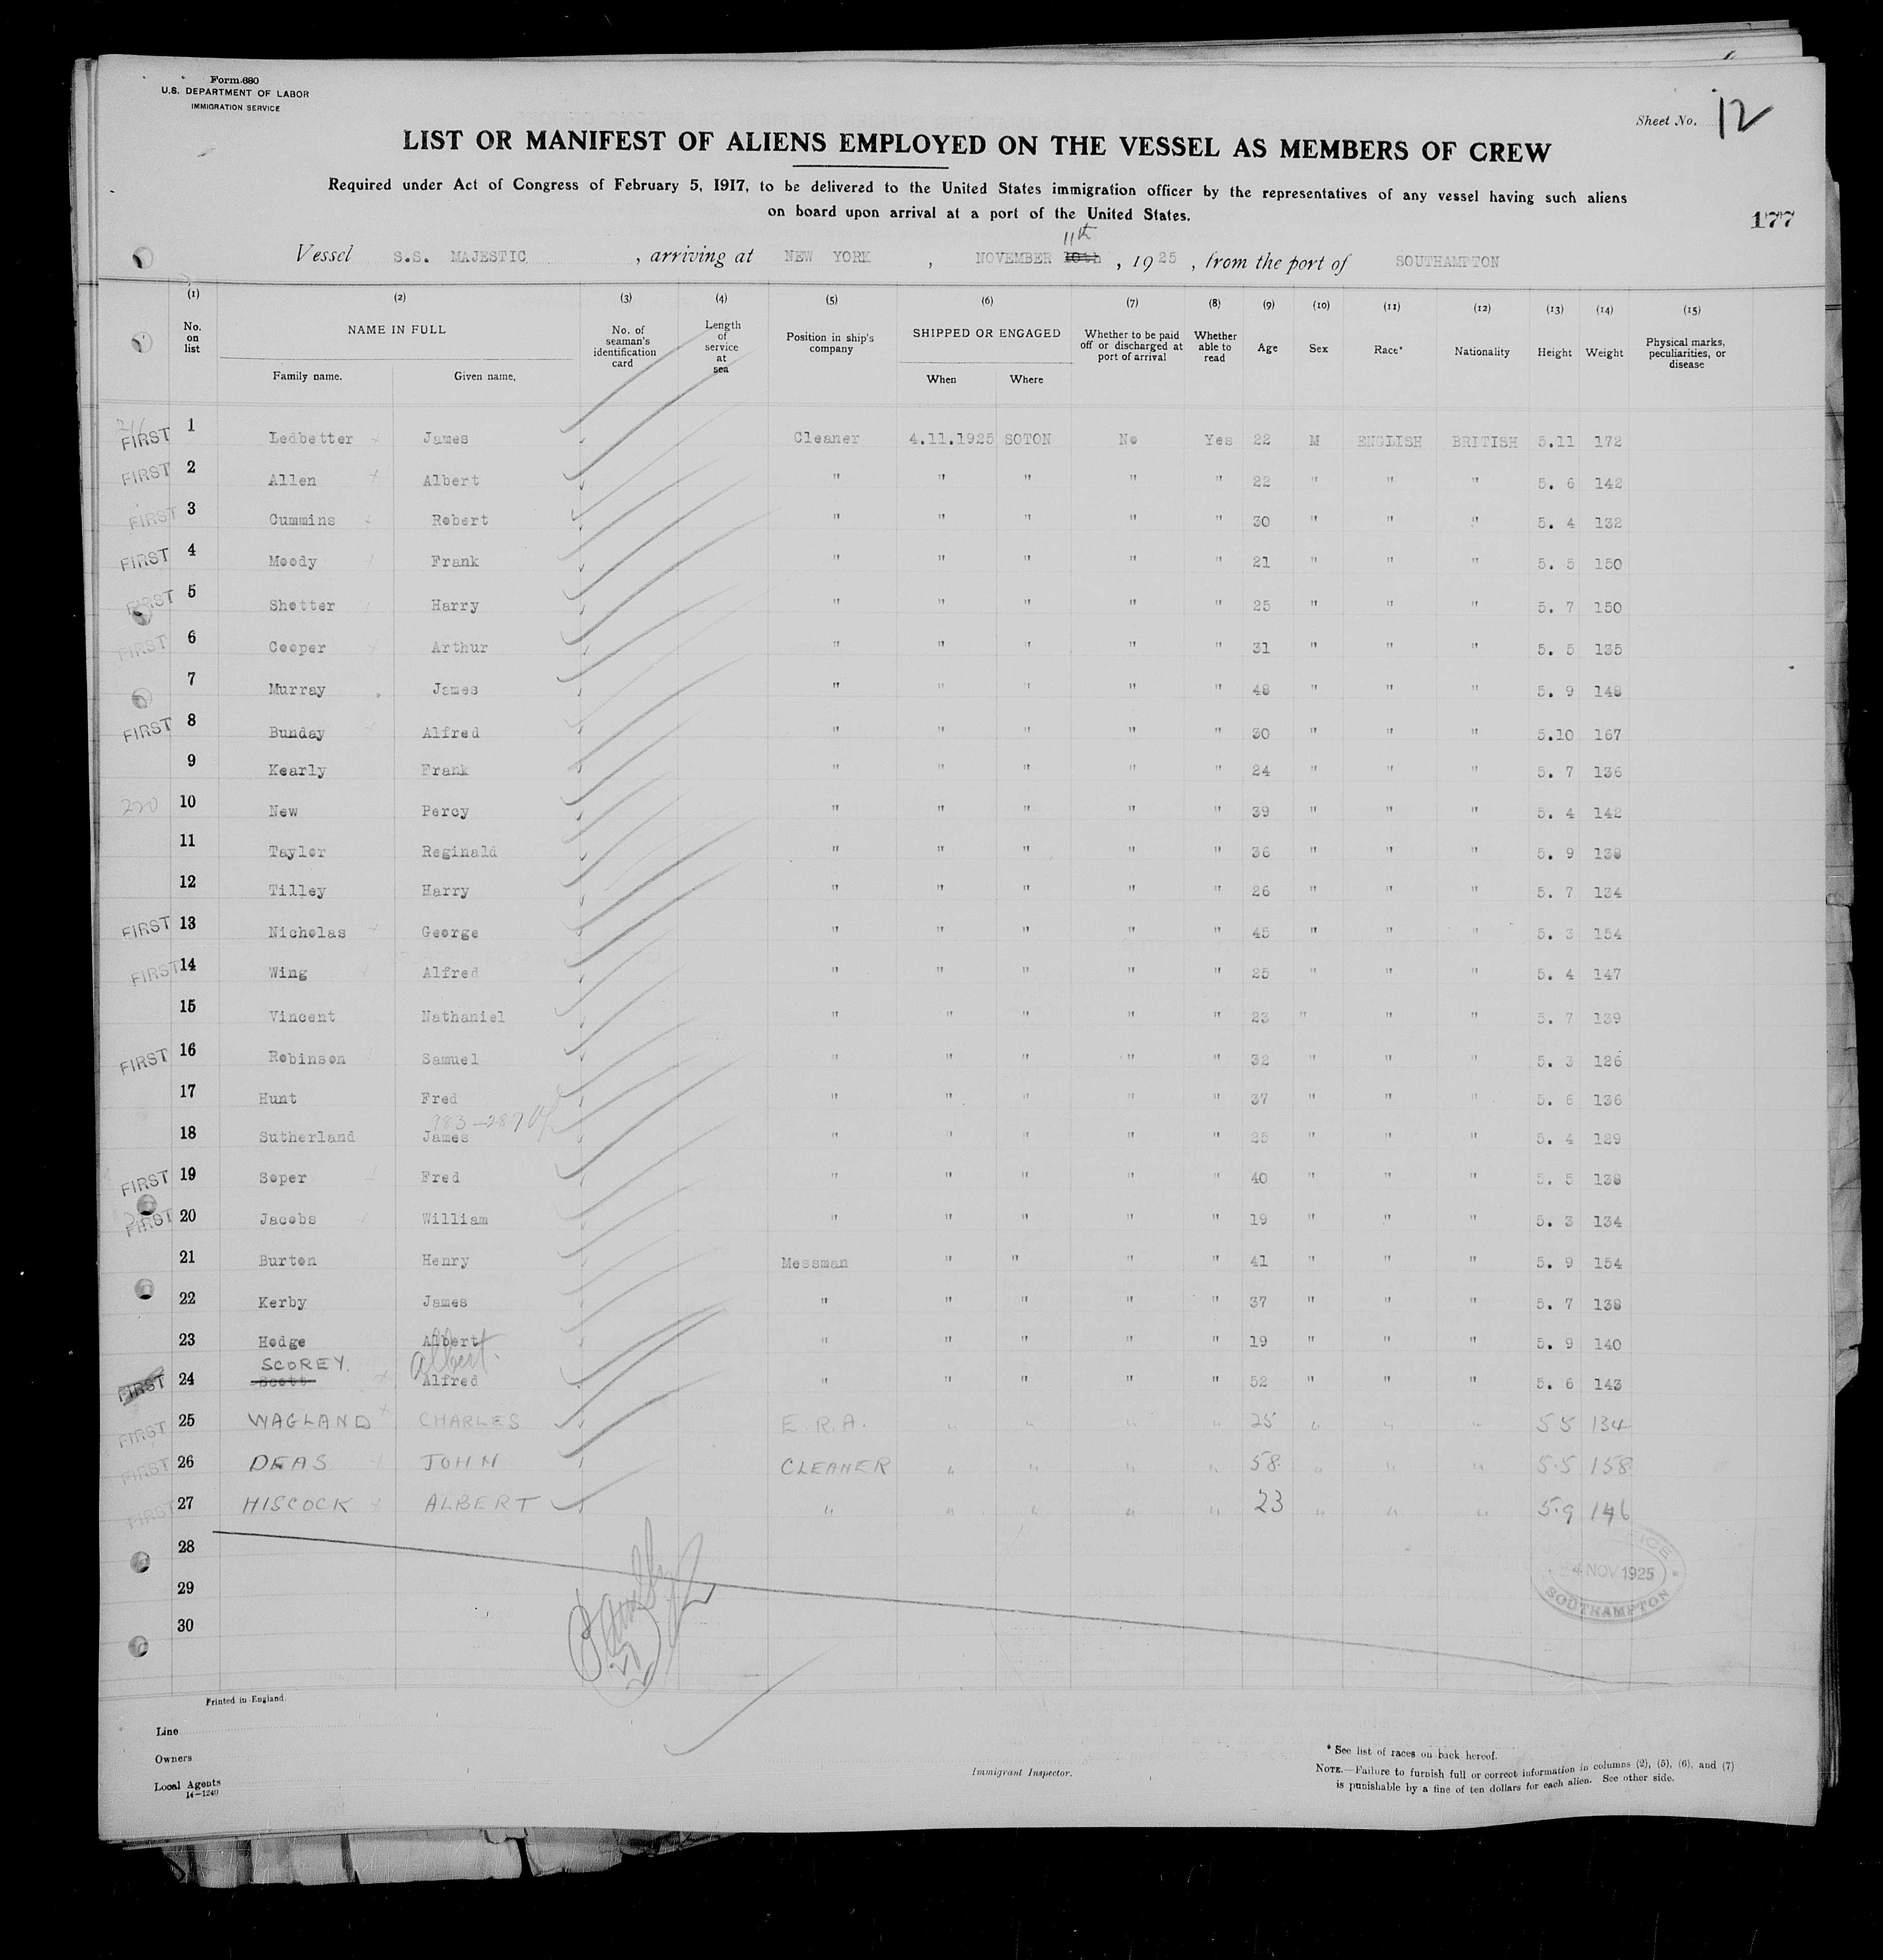 Form 680
U.S. DEPARTMENT OF LABOR
IMMIGRATION SERVICE
Sheet No. 12
LIST OR MANIFEST OF ALIENS EMPLOYED ON THE VESSEL AS MEMBERS OF CREW
Required under Act of Congress of February 5, 1917, to be delivered to the United States immigration officer by the representatives of any vessel having such aliens
on board upon arrival at a port of the United States.
177
11th
Vessel S.S. MAJESTIC , arriving at NEW YORK , NOVEMBER 10th , 1925 , from the port of SOUTHAMPTON
(1) (2) (3) (4) (5) (6) (7) (8) (9) (10) (11) (12) (13) (14) (15)
No. on list NAME IN FULL Family name. Given name. No. of seaman's identification card Length of service at sea Position in ship's company SHIPPED OR ENGAGED When Where Whether to be paid off or discharged at port of arrival Whether able to read Age Sex Race* Nationality Height Weight Physical marks, peculiarities, or disease
FIRST 1 Ledbetter James Cleaner 4.11.1925 SOTON No Yes 22 M ENGLISH BRITISH 5.11 172
FIRST 2 Allen Albert " " " " " 22 " " " 5. 6 142
FIRST 3 Cummins Robert " " " " " 30 " " " 5. 4 132
FIRST 4 Moody Frank " " " " " 21 " " " 5. 5 150
FIRST 5 Shotter Harry " " " " " 25 " " " 5. 7 150
FIRST 6 Cooper Arthur " " " " " 31 " " " 5. 5 135
7 Murray James " " " " " 48 " " " 5. 9 148
FIRST 8 Bunday Alfred " " " " " 30 " " " 5.10 167
9 Kearly Frank " " " " " 24 " " " 5. 7 136
220 10 New Percy " " " " " 39 " " " 5. 4 142
11 Taylor Reginald " " " " " 36 " " " 5. 9 138
12 Tilley Harry " " " " " 26 " " " 5. 7 134
FIRST 13 Nicholas George " " " " " 45 " " " 5. 3 154
FIRST 14 Wing Alfred " " " " " 25 " " " 5. 4 147
15 Vincent Nathaniel " " " " " 23 " " " 5. 7 139
FIRST 16 Robinson Samuel " " " " " 32 " " " 5. 3 126
17 Hunt Fred " " " " " 37 " " " 5. 6 136
18 Sutherland James " " " " " 25 " " " 5. 4 129
FIRST 19 Soper Fred " " " " " 40 " " " 5. 5 138
FIRST 20 Jacobs William " " " " " 19 " " " 5. 3 134
21 Burton Henry Messman " " " " 41 " " " 5. 9 154
22 Kerby James " " " " " 37 " " " 5. 7 138
23 Hodge Albert " " " " " 19 " " " 5. 9 140
SCOREY. Albert.
FIRST 24 Scott Alfred " " " " " 52 " " " 5. 6 143
FIRST 25 WAGLAND CHARLES E.R.A. " " " " 25 " " " 5 5 134
FIRST 26 DEAS JOHN CLEANER " " " " 58 " " " 5.5 158
FIRST 27 HISCOCK ALBERT " " " " " 23 " " " 5.9 146
28
29
30
4 NOV 1925
SOUTHAMPTON
Printed in England.
Line
Owners
Local Agents
14—1240
Immigrant Inspector.
* See list of races on back hereof.
NOTE.—Failure to furnish full or correct information in columns (2), (5), (6), and (7)
is punishable by a fine of ten dollars for each alien. See other side.